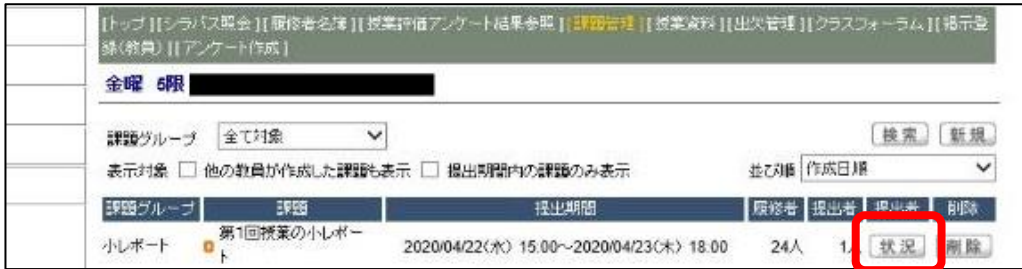 [トップ][シラバス照会][履修者名簿][授業評価アンケート結果参照][課題管理][授業資料][出欠管理][クラスフォーラム][掲示登
録(教員)][アンケート作成]
金曜 5限
課題グループ 全て対象 検索 新規
表示対象 他の教員が作成した課題も表示 提出期間内の課題のみ表示 並び順 作成日順
課題グループ 課題 提出期間 履修者 提出者 提出者 削除
小レポート 第1回授業の小レポー
ト 2020/04/22(水) 15:00~2020/04/23(木) 18:00 24人 1人 状況 削除